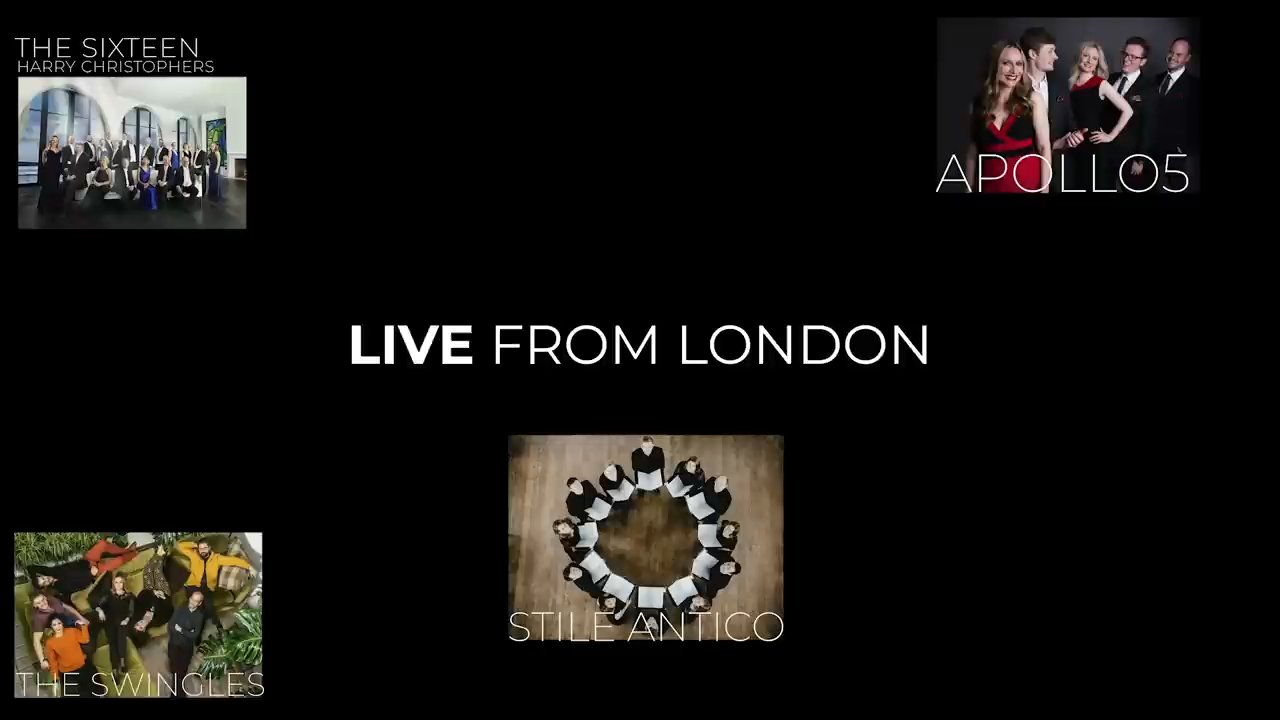 THE SIXTEEN
HARRY CHRISTOPHERS
APOLLO5
LIVE FROM LONDON
STILE ANTICO
THE SWINGLES